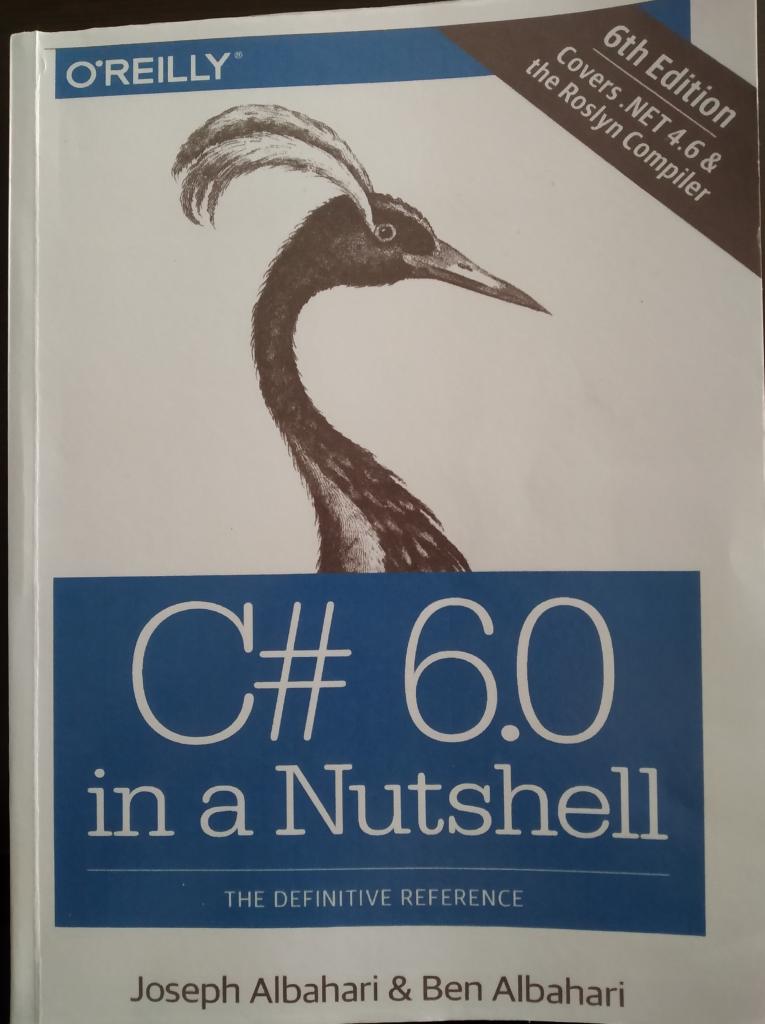 O'REILLY®
6th Edition
Covers .NET 4.6 &
the Roslyn Compiler
C# 6.0
in a Nutshell
THE DEFINITIVE REFERENCE
Joseph Albahari & Ben Albahari